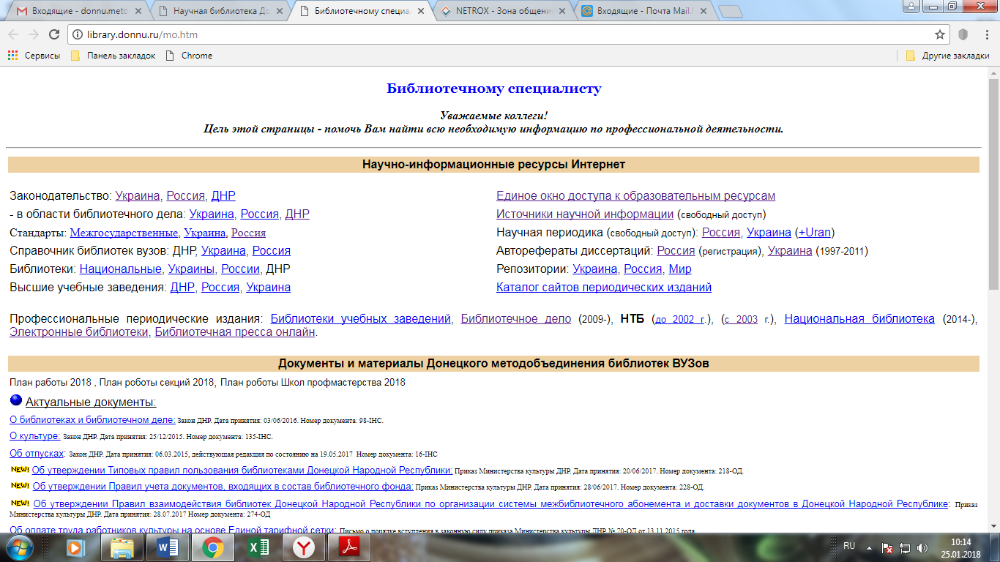 Входящие - donnu.meto
Научная библиотека До
Библиотечному специа
NETROX - Зона общени
Входящие - Почта Mail.
library.donnu.ru/mo.htm
Сервисы Панель закладок Chrome Другие закладки
Библиотечному специалисту
Уважаемые коллеги!
Цель этой страницы - помочь Вам найти всю необходимую информацию по профессиональной деятельности.
Научно-информационные ресурсы Интернет
Законодательство: Украина, Россия, ДНР
- в области библиотечного дела: Украина, Россия, ДНР
Стандарты: Межгосударственные, Украина, Россия
Справочник библиотек вузов: ДНР, Украина, Россия
Библиотеки: Национальные, Украины, России, ДНР
Высшие учебные заведения: ДНР, Россия, Украина
Единое окно доступа к образовательным ресурсам
Источники научной информации (свободный доступ)
Научная периодика (свободный доступ): Россия, Украина (+Uran)
Авторефераты диссертаций: Россия (регистрация), Украина (1997-2011)
Репозитории: Украина, Россия, Мир
Каталог сайтов периодических изданий
Профессиональные периодические издания: Библиотеки учебных заведений, Библиотечное дело (2009-), НТБ (до 2002 г.), (с 2003 г.), Национальная библиотека (2014-),
Электронные библиотеки, Библиотечная пресса онлайн.
Документы и материалы Донецкого методобъединения библиотек ВУЗов
План работы 2018 , План роботы секций 2018, План роботы Школ профмастерства 2018
Актуальные документы:
О библиотеках и библиотечном деле: Закон ДНР. Дата принятия: 03/06/2016. Номер документа: 98-IHC.
О культуре: Закон ДНР. Дата принятия: 25/12/2015. Номер документа: 135-IHC.
Об отпусках: Закон ДНР. Дата принятия: 06.03.2015, действующая редакция по состоянию на 19.05.2017 Номер документа: 16-IHC
NEW! Об утверждении Типовых правил пользования библиотеками Донецкой Народной Республики: Приказ Министерства культуры ДНР. Дата принятия: 20/06/2017. Номер документа: 218-ОД.
NEW! Об утверждении Правил учета документов, входящих в состав библиотечного фонда: Приказ Министерства культуры ДНР. Дата принятия: 28/06/2017. Номер документа: 228-ОД.
NEW! Об утверждении Правил взаимодействия библиотек Донецкой Народной Республики по организации системы межбиблиотечного абонемента и доставки документов в Донецкой Народной Республике: Приказ
Министерства культуры ДНР. Дата принятия: 28.07.2017 Номер документа: 274-ОД
Об оплате труда работников культуры на основе Единой тарифной сетки: Письмо о порядке вступления в законную силу приказа Министерства культуры ДНР № 70-ОД от 13.11.2015 года
RU
10:14
25.01.2018